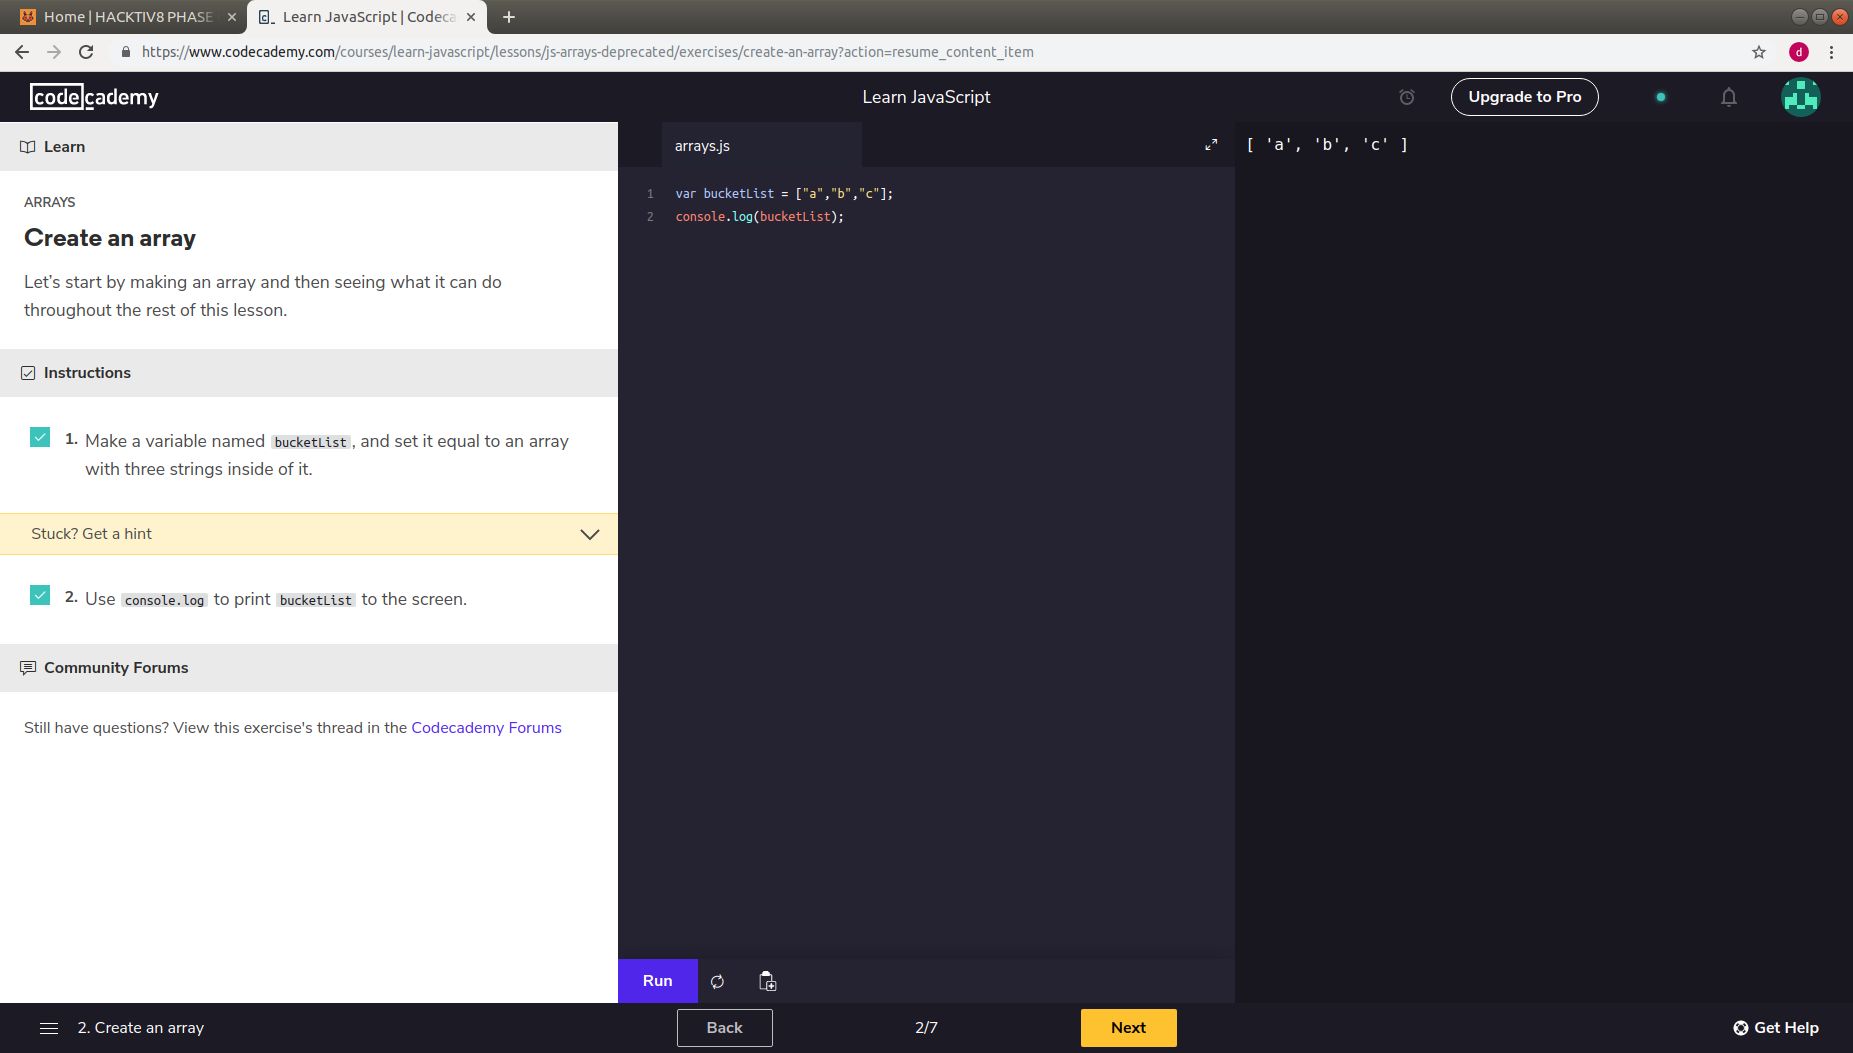 Home | HACKTIV8 PHASE
Learn JavaScript | Codeca
https://www.codecademy.com/courses/learn-javascript/lessons/js-arrays-deprecated/exercises/create-an-array?action=resume_content_item
d
codecademy
Learn JavaScript
Upgrade to Pro
Learn
ARRAYS
Create an array
Let’s start by making an array and then seeing what it can do
throughout the rest of this lesson.
Instructions
1. Make a variable named bucketList, and set it equal to an array
with three strings inside of it.
Stuck? Get a hint
2. Use console.log to print bucketList to the screen.
Community Forums
Still have questions? View this exercise's thread in the Codecademy Forums
arrays.js
1 var bucketList = ["a","b","c"];
2 console.log(bucketList);
[ 'a', 'b', 'c' ]
Run
2. Create an array
Back
2/7
Next
Get Help